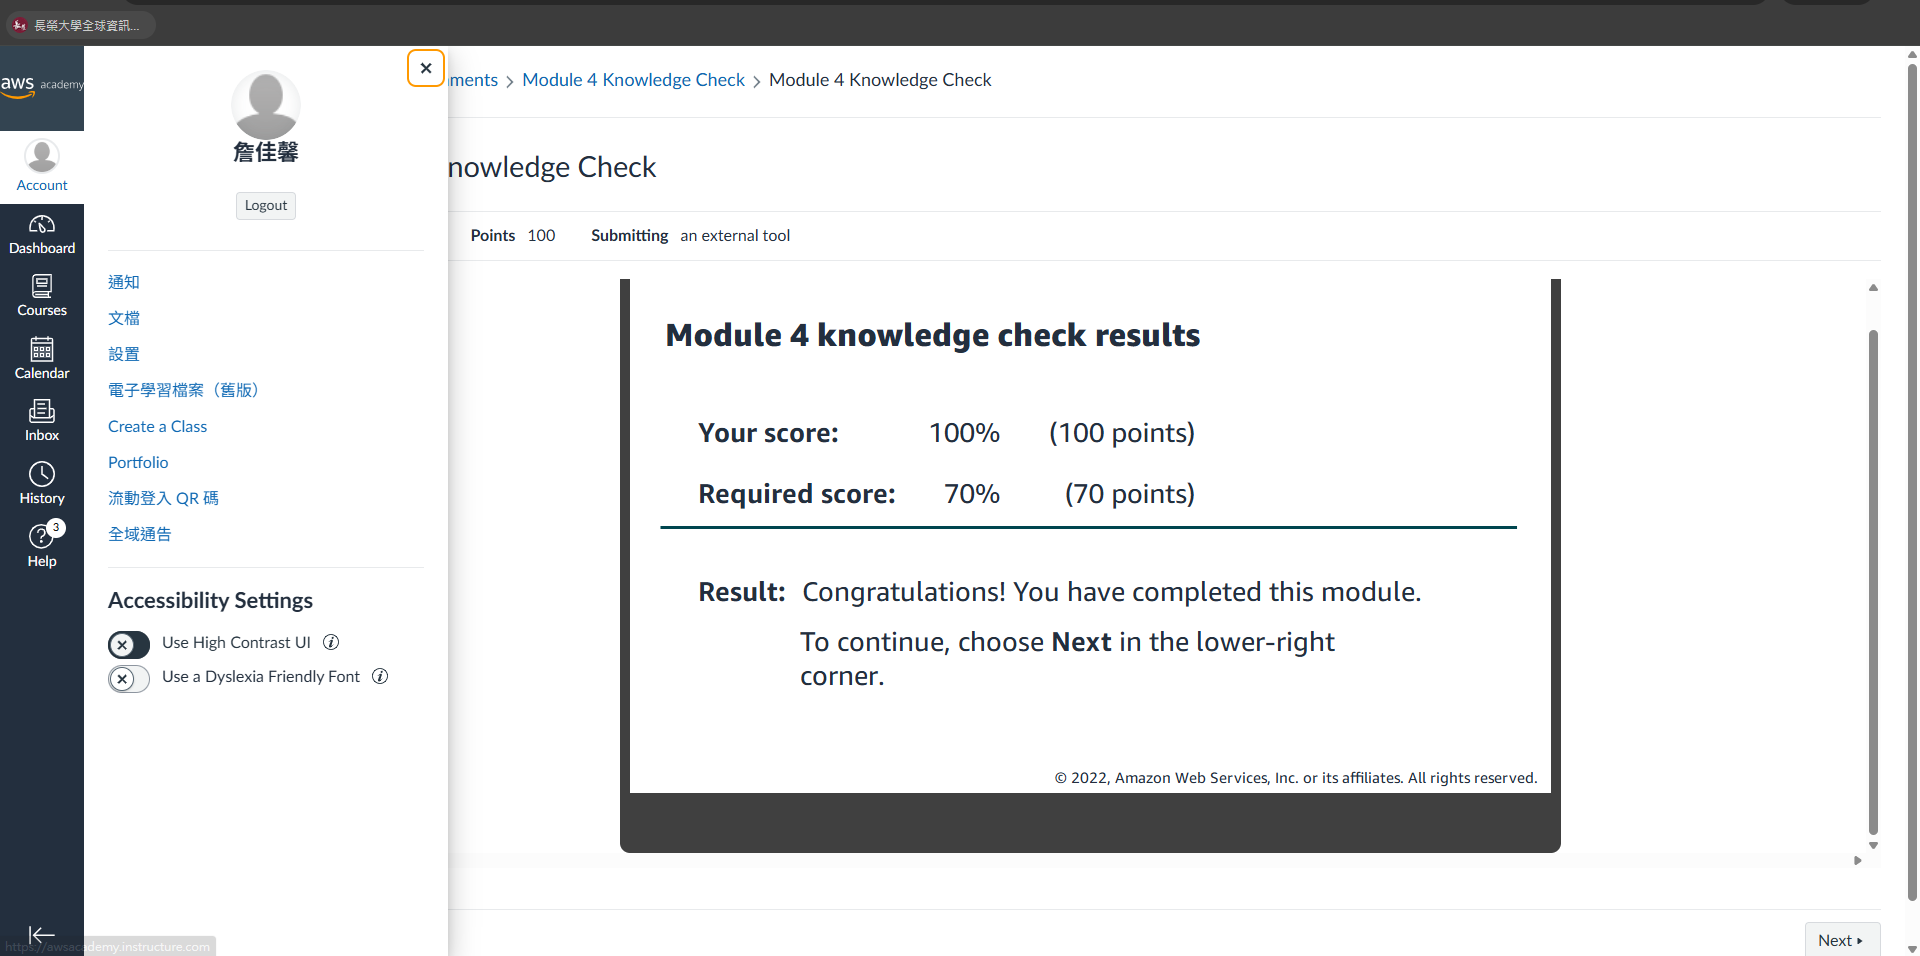 長榮大學全球資訊...
aws academy
Account
Dashboard
Courses
Calendar
Inbox
History
3
Help
詹佳馨
Logout
通知
文檔
設置
電子學習檔案（舊版）
Create a Class
Portfolio
流動登入 QR 碼
全域通告
Accessibility Settings
Use High Contrast UI
Use a Dyslexia Friendly Font
ments > Module 4 Knowledge Check > Module 4 Knowledge Check
nowledge Check
Points 100 Submitting an external tool
Module 4 knowledge check results
Your score: 100% (100 points)
Required score: 70% (70 points)
Result: Congratulations! You have completed this module.
To continue, choose Next in the lower-right
corner.
© 2022, Amazon Web Services, Inc. or its affiliates. All rights reserved.
Next
https://awsacademy.instructure.com